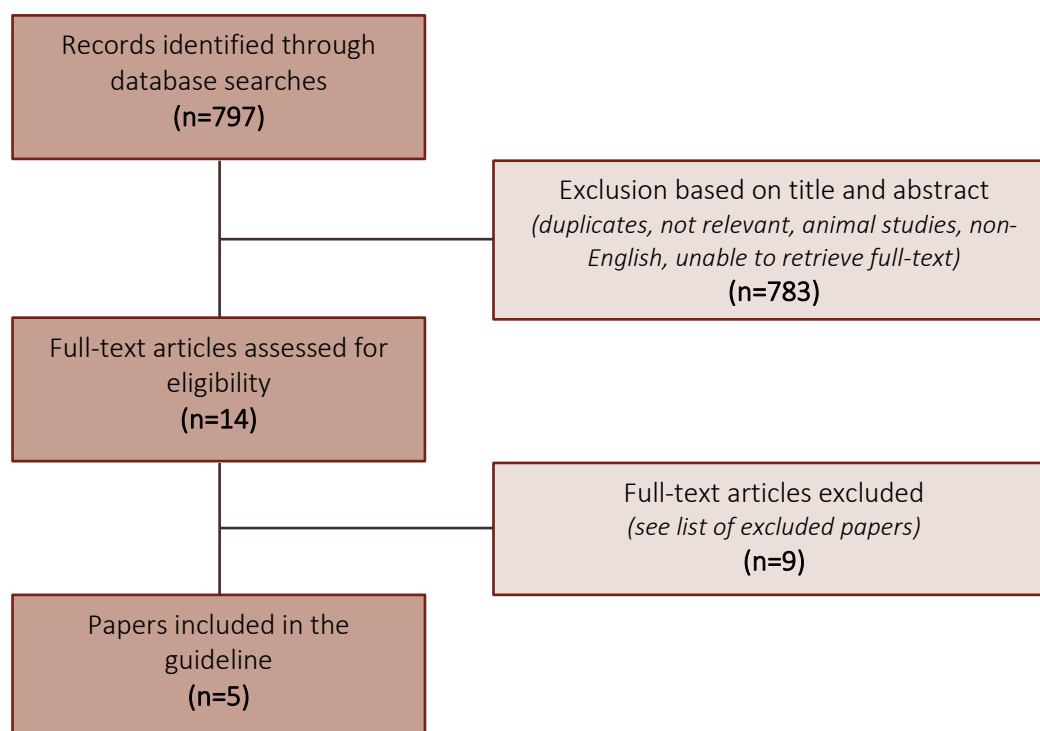 Records identified through
database searches
(n=797)
Exclusion based on title and abstract
(duplicates, not relevant, animal studies, non-
English, unable to retrieve full-text)
(n=783)
Full-text articles assessed for
eligibility
(n=14)
Full-text articles excluded
(see list of excluded papers)
(n=9)
Papers included in the
guideline
(n=5)